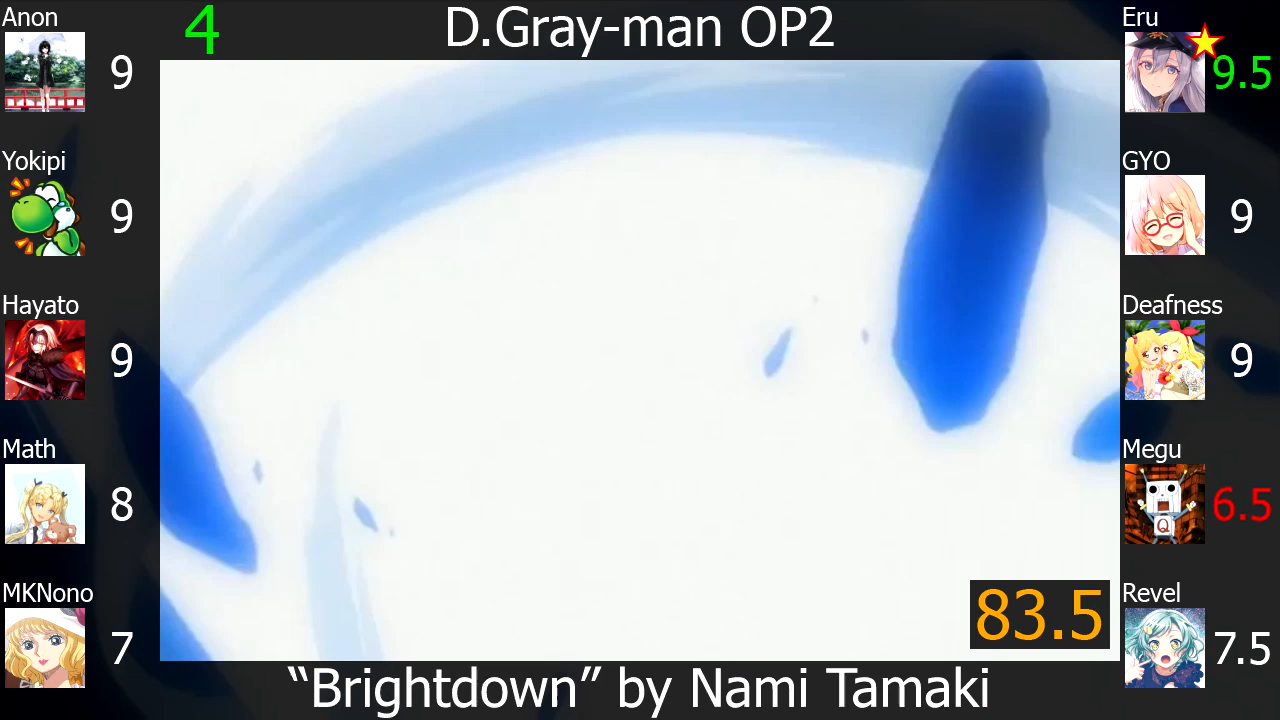 Anon
4
D.Gray-man OP2
Eru
9
9.5
Yokipi
GYO
9
9
Hayato
Deafness
9
9
Math
Megu
8
6.5
Q
MKNono
83.5
Revel
7
7.5
“Brightdown” by Nami Tamaki